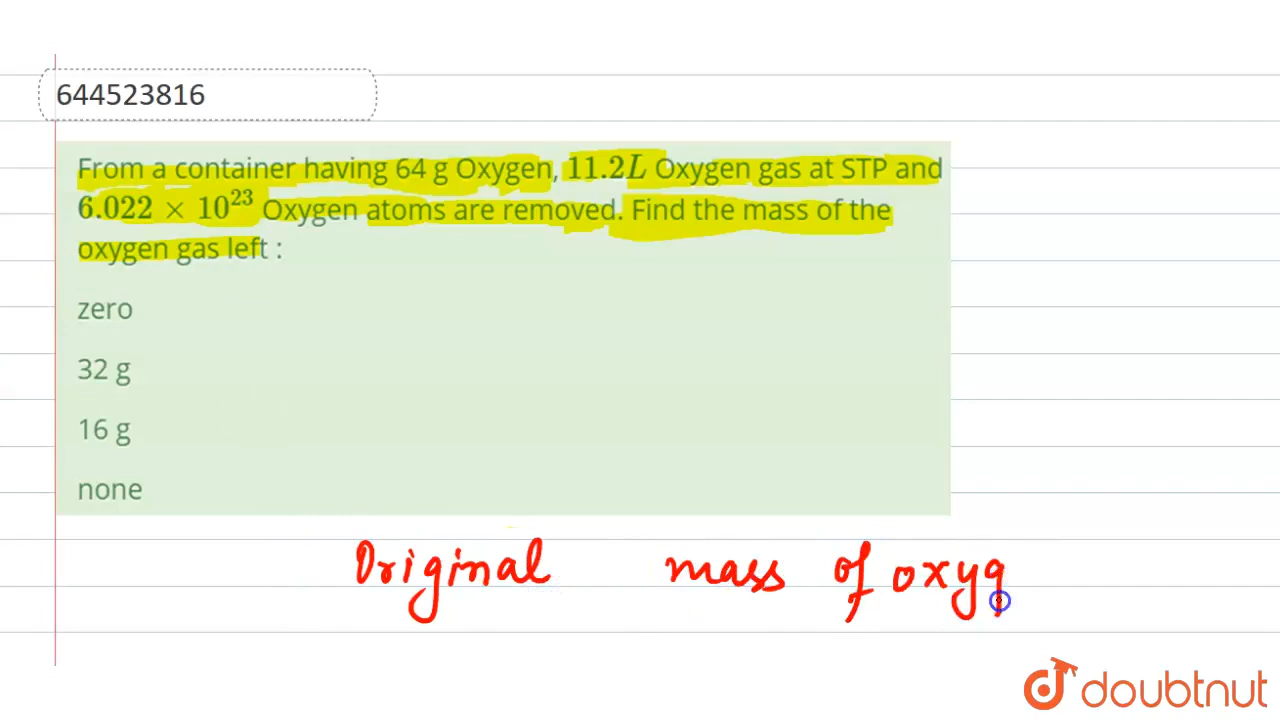 644523816
From a container having 64 g Oxygen, 11.2L Oxygen gas at STP and
6.022 × 10^23 Oxygen atoms are removed. Find the mass of the
oxygen gas left :
zero
32 g
16 g
none
Original mass of oxyg
doubtnut